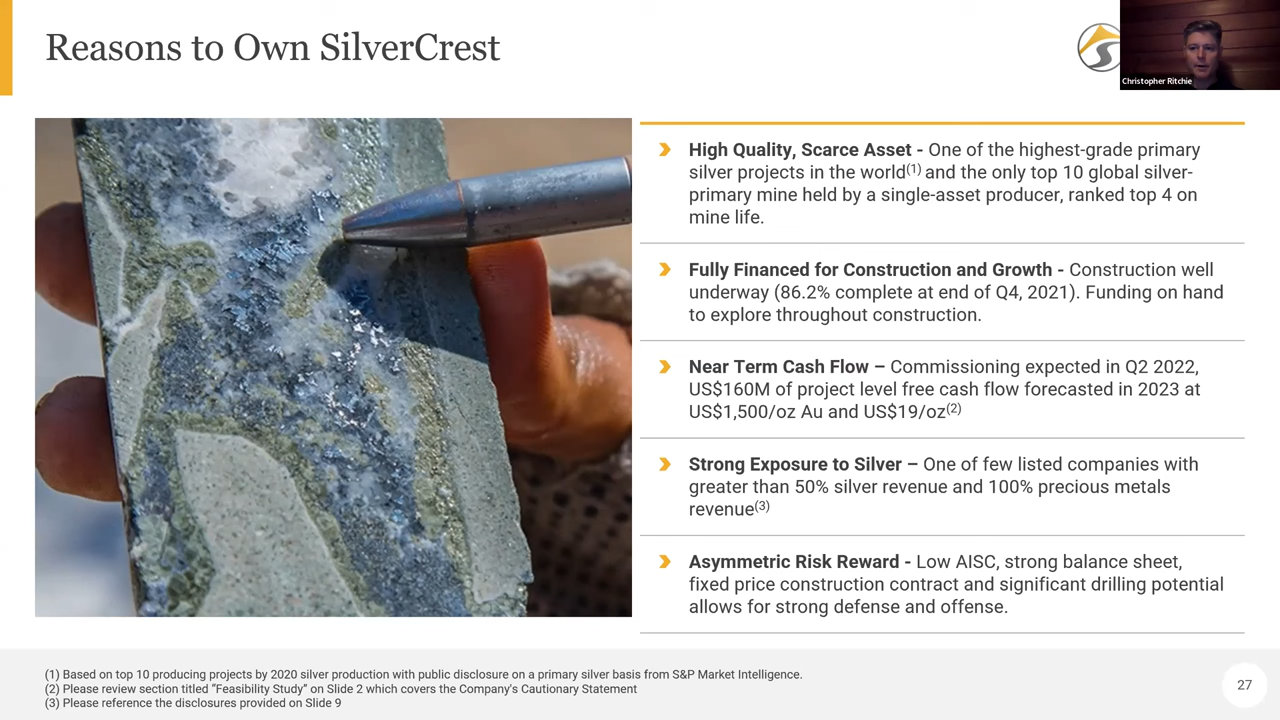 Reasons to Own SilverCrest
Christopher Ritchie
High Quality, Scarce Asset - One of the highest-grade primary
silver projects in the world(1) and the only top 10 global silver-
primary mine held by a single-asset producer, ranked top 4 on
mine life.
Fully Financed for Construction and Growth - Construction well
underway (86.2% complete at end of Q4, 2021). Funding on hand
to explore throughout construction.
Near Term Cash Flow – Commissioning expected in Q2 2022,
US$160M of project level free cash flow forecasted in 2023 at
US$1,500/oz Au and US$19/oz(2)
Strong Exposure to Silver – One of few listed companies with
greater than 50% silver revenue and 100% precious metals
revenue(3)
Asymmetric Risk Reward - Low AISC, strong balance sheet,
fixed price construction contract and significant drilling potential
allows for strong defense and offense.
(1) Based on top 10 producing projects by 2020 silver production with public disclosure on a primary silver basis from S&P Market Intelligence.
(2) Please review section titled “Feasibility Study” on Slide 2 which covers the Company's Cautionary Statement
(3) Please reference the disclosures provided on Slide 9
27